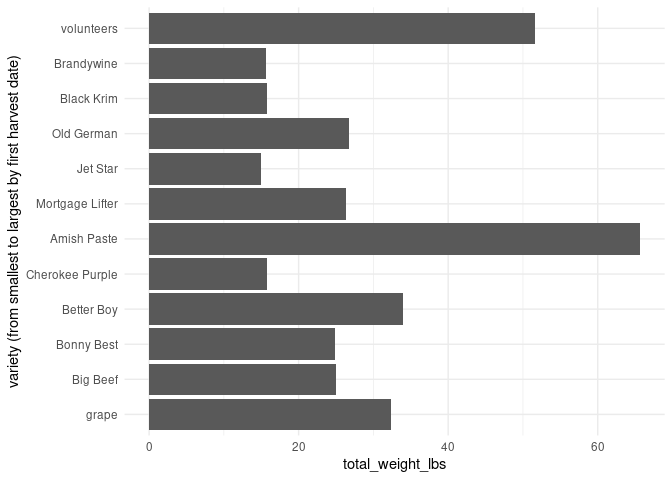 volunteers
Brandywine
Black Krim
Old German
Jet Star
Mortgage Lifter
Amish Paste
Cherokee Purple
Better Boy
Bonny Best
Big Beef
grape
0 20 40 60
total_weight_lbs
variety (from smallest to largest by first harvest date)